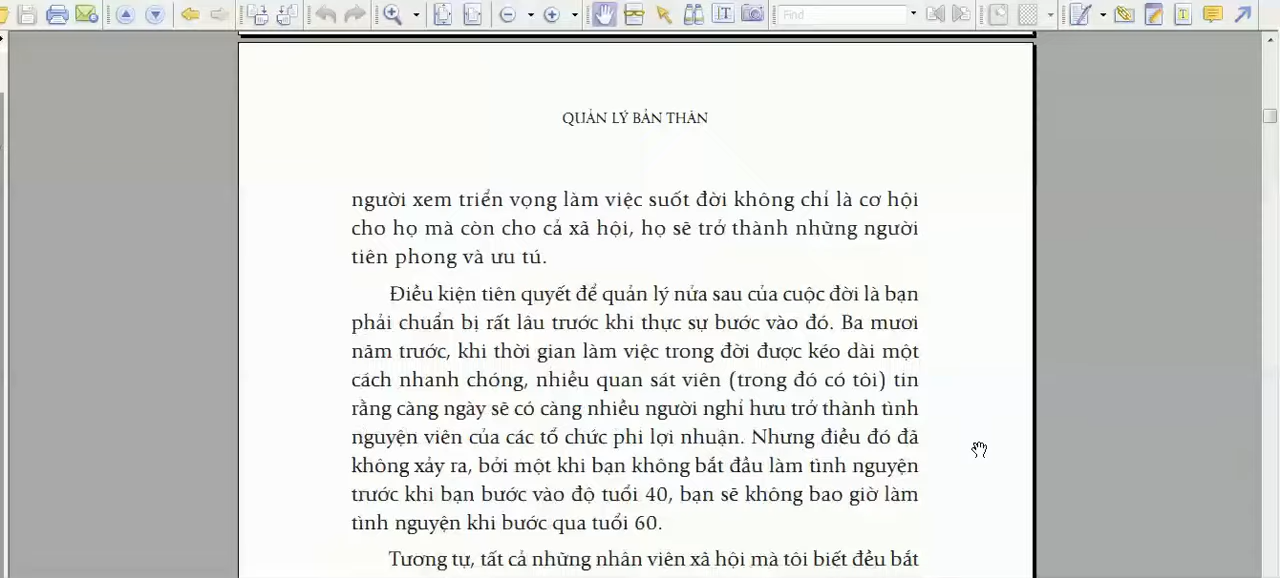 Find
QUẢN LÝ BẢN THÂN
người xem triển vọng làm việc suốt đời không chỉ là cơ hội
cho họ mà còn cho cả xã hội, họ sẽ trở thành những người
tiên phong và ưu tú.
Điều kiện tiên quyết để quản lý nửa sau của cuộc đời là bạn
phải chuẩn bị rất lâu trước khi thực sự bước vào đó. Ba mươi
năm trước, khi thời gian làm việc trong đời được kéo dài một
cách nhanh chóng, nhiều quan sát viên (trong đó có tôi) tin
rằng càng ngày sẽ có càng nhiều người nghỉ hưu trở thành tình
nguyện viên của các tổ chức phi lợi nhuận. Nhưng điều đó đã
không xảy ra, bởi một khi bạn không bắt đầu làm tình nguyện
trước khi bạn bước vào độ tuổi 40, bạn sẽ không bao giờ làm
tình nguyện khi bước qua tuổi 60.
Tương tự, tất cả những nhân viên xã hội mà tôi biết đều bắt